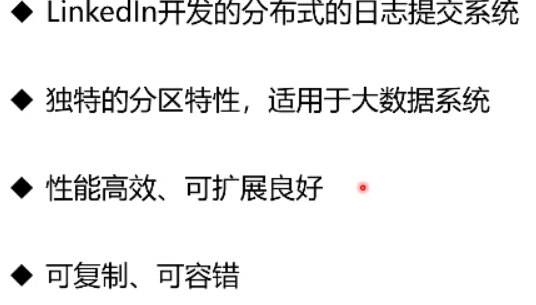 ◆ LinkedIn开发的分布式的日志提交系统
◆ 独特的分区特性，适用于大数据系统
◆ 性能高效、可扩展良好
◆ 可复制、可容错